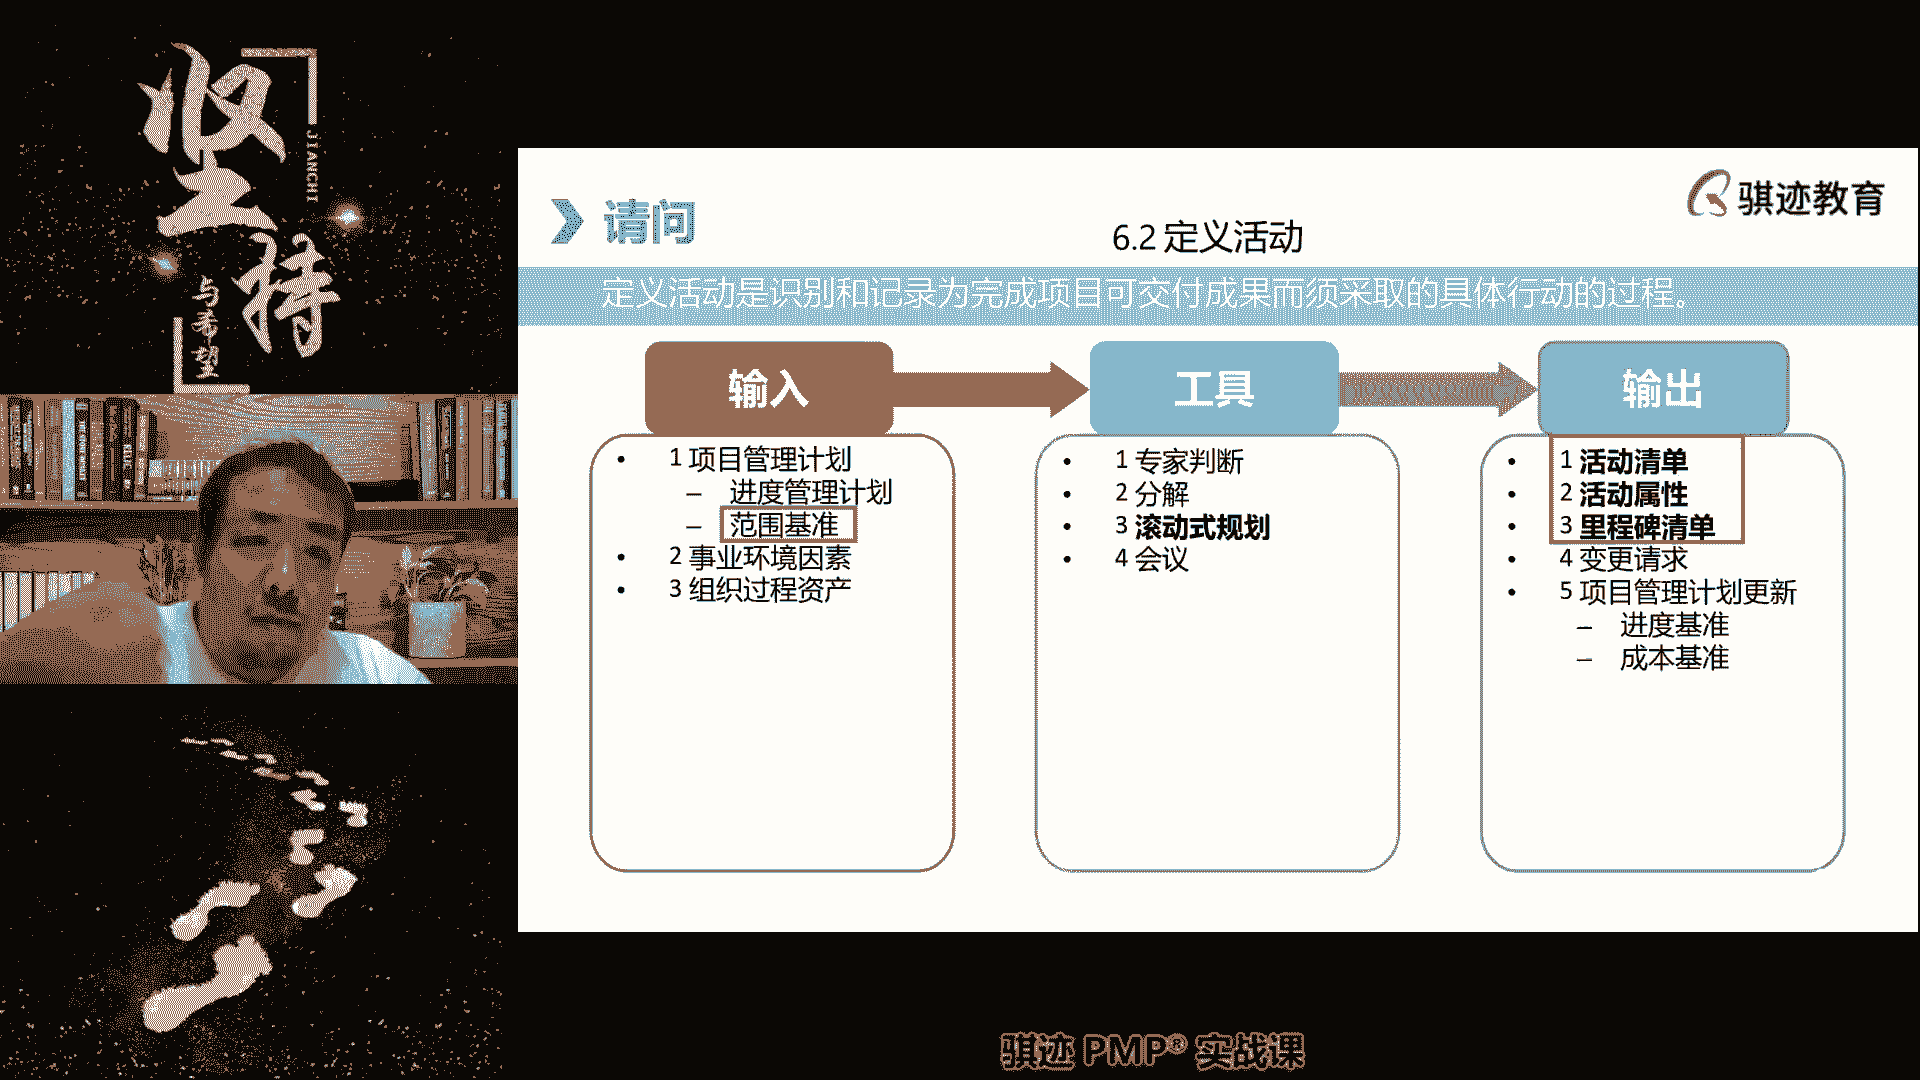 坚持
JIANCHI
与希望
请问
6.2 定义活动
骐迹教育
定义活动是识别和记录为完成项目可交付成果而须采取的具体行动的过程。
输入
• 1 项目管理计划
– 进度管理计划
– 范围基准
• 2 事业环境因素
• 3 组织过程资产
工具
• 1 专家判断
• 2 分解
• 3 滚动式规划
• 4 会议
输出
• 1 活动清单
• 2 活动属性
• 3 里程碑清单
• 4 变更请求
• 5 项目管理计划更新
– 进度基准
– 成本基准
骐迹 PMP® 实战课